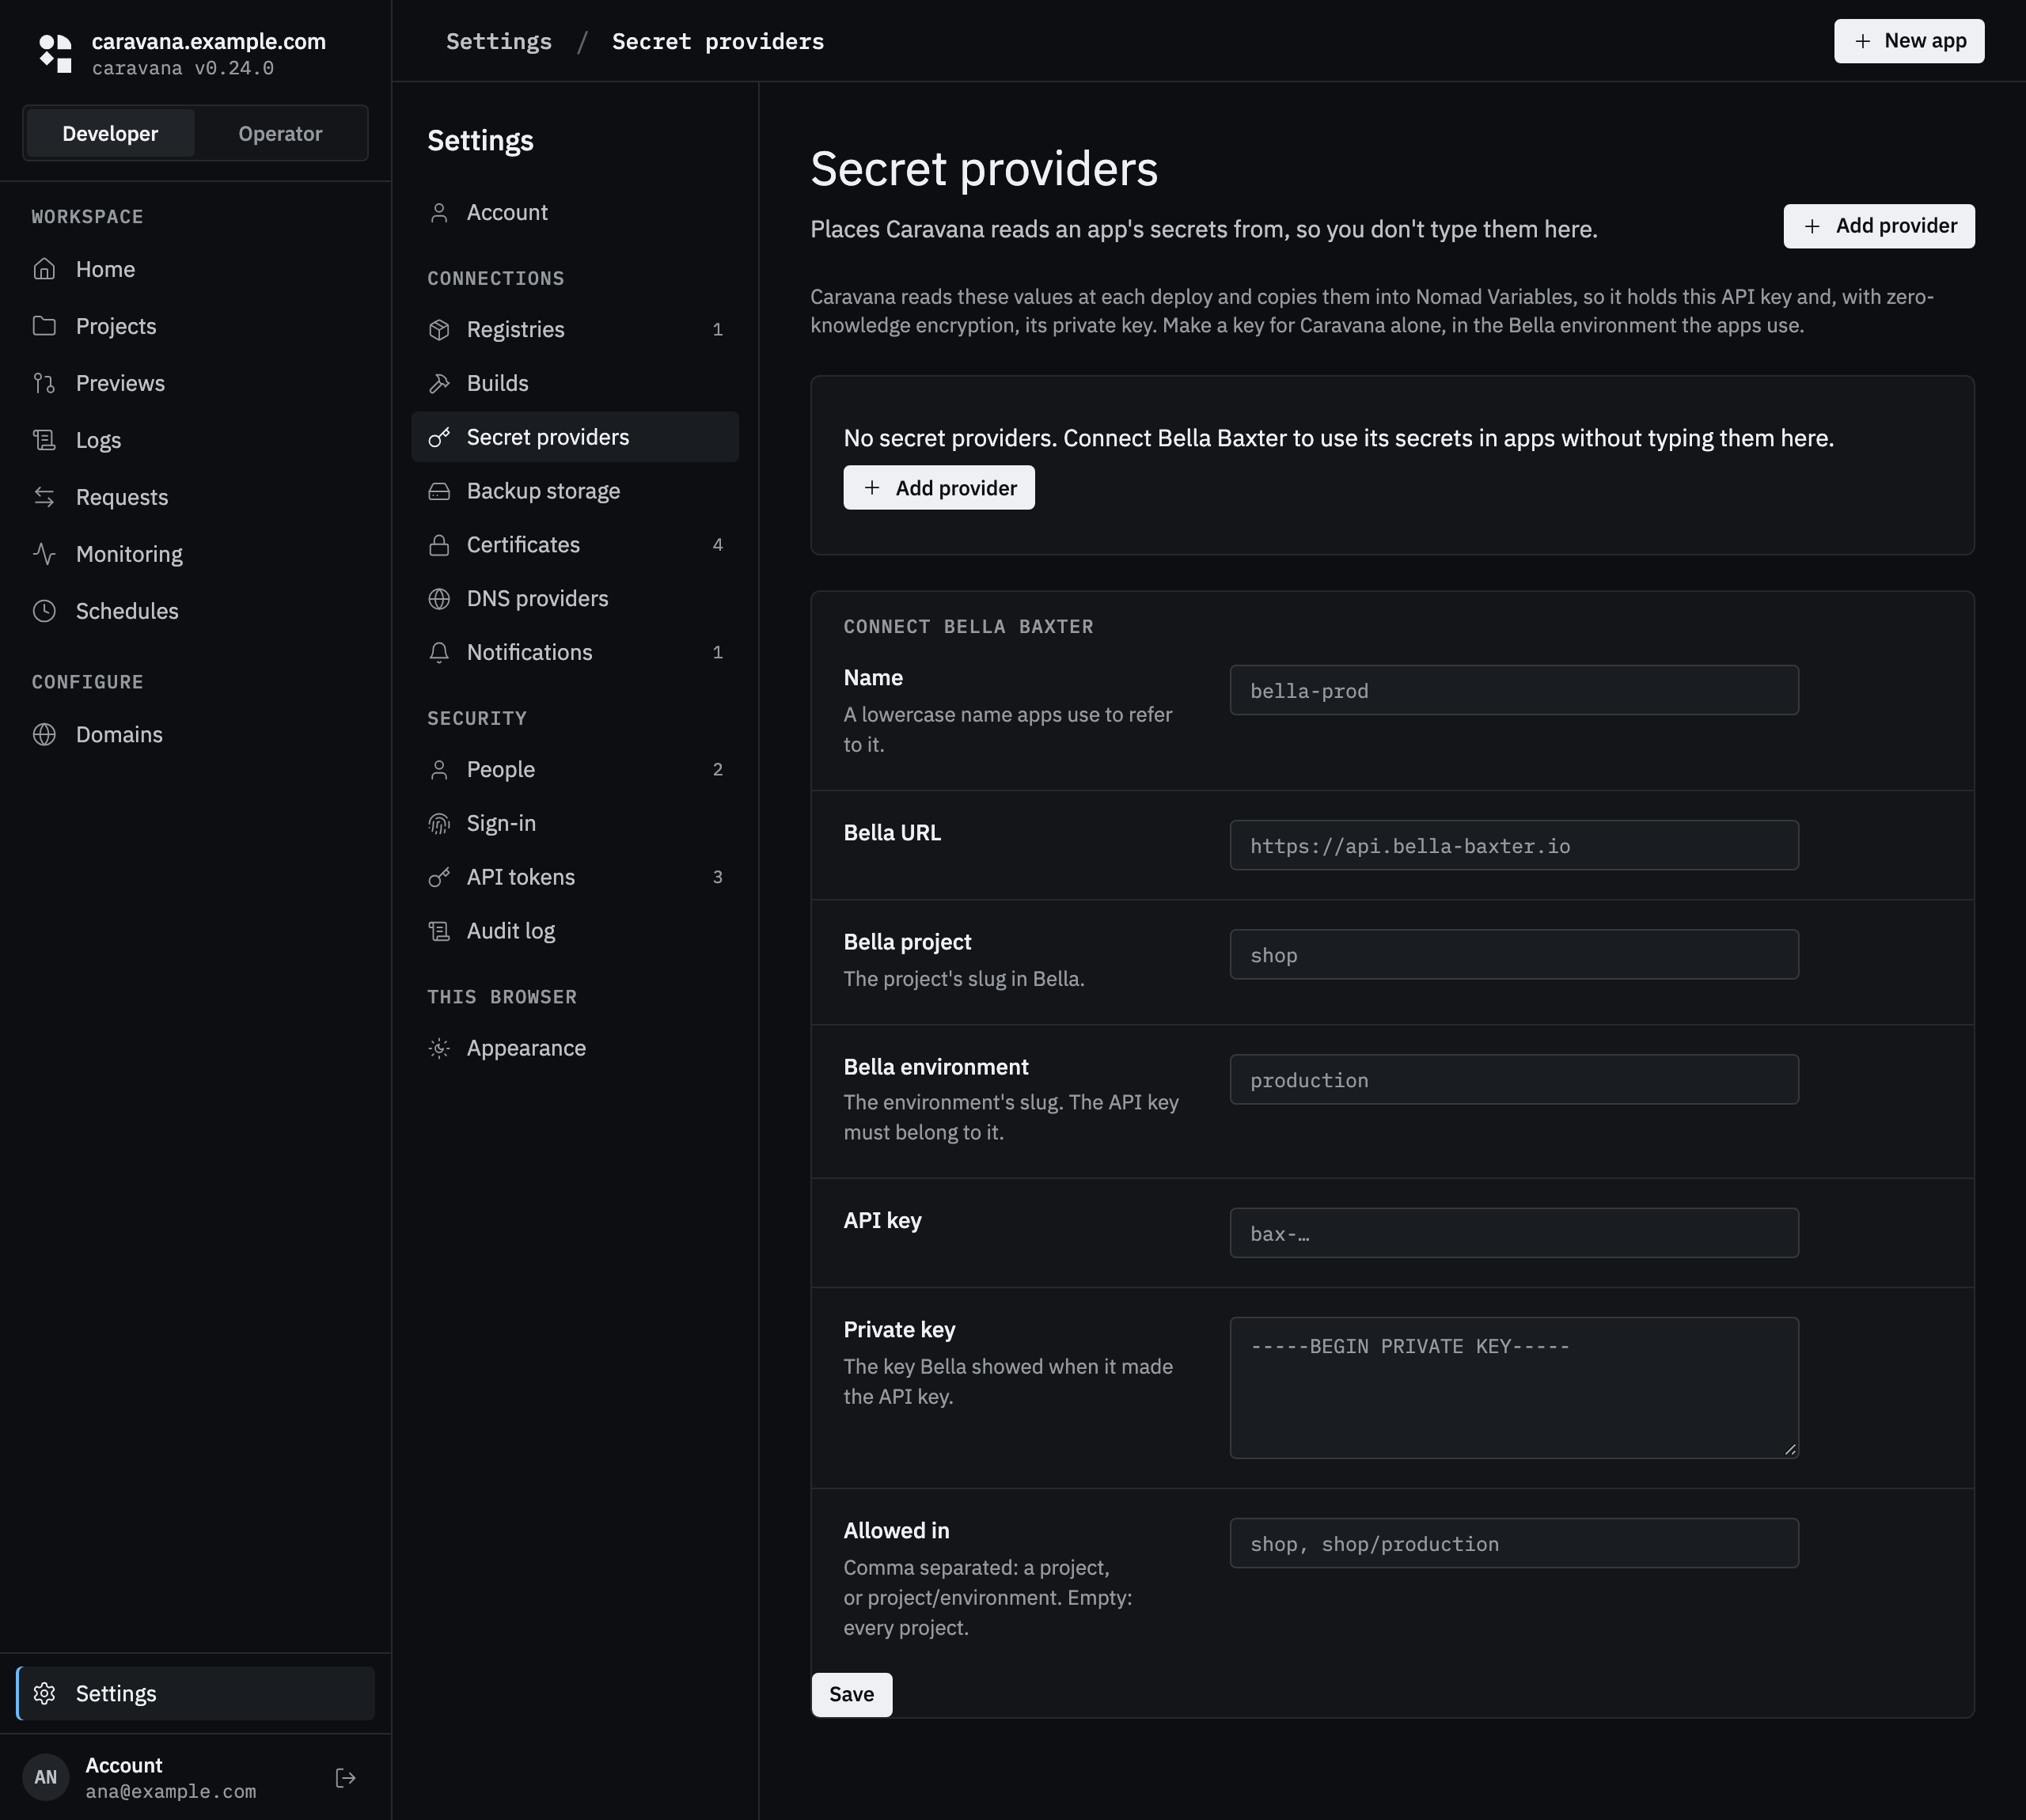 caravana.example.com
caravana v0.24.0
Developer
Operator
WORKSPACE
Home
Projects
Previews
Logs
Requests
Monitoring
Schedules
CONFIGURE
Domains
Settings
AN
Account
ana@example.com
Settings / Secret providers
New app
Settings
Account
CONNECTIONS
Registries 1
Builds
Secret providers
Backup storage
Certificates 4
DNS providers
Notifications 1
SECURITY
People 2
Sign-in
API tokens 3
Audit log
THIS BROWSER
Appearance
Secret providers
Places Caravana reads an app's secrets from, so you don't type them here.
Add provider
Caravana reads these values at each deploy and copies them into Nomad Variables, so it holds this API key and, with zero-
knowledge encryption, its private key. Make a key for Caravana alone, in the Bella environment the apps use.
No secret providers. Connect Bella Baxter to use its secrets in apps without typing them here.
Add provider
CONNECT BELLA BAXTER
Name
A lowercase name apps use to refer
to it.
bella-prod
Bella URL
https://api.bella-baxter.io
Bella project
The project's slug in Bella.
shop
Bella environment
The environment's slug. The API key
must belong to it.
production
API key
bax-…
Private key
The key Bella showed when it made
the API key.
-----BEGIN PRIVATE KEY-----
Allowed in
Comma separated: a project,
or project/environment. Empty:
every project.
shop, shop/production
Save